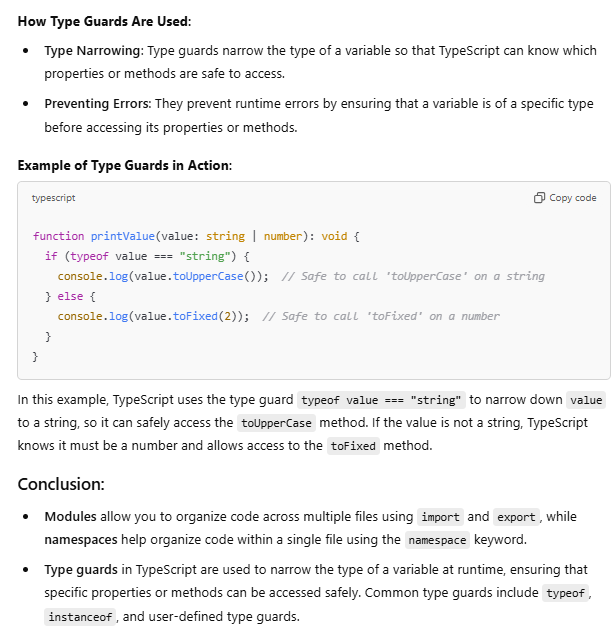 How Type Guards Are Used:
• Type Narrowing: Type guards narrow the type of a variable so that TypeScript can know which
properties or methods are safe to access.
• Preventing Errors: They prevent runtime errors by ensuring that a variable is of a specific type
before accessing its properties or methods.
Example of Type Guards in Action:
typescript Copy code
function printValue(value: string | number): void {
  if (typeof value === "string") {
    console.log(value.toUpperCase());  // Safe to call 'toUpperCase' on a string
  } else {
    console.log(value.toFixed(2));  // Safe to call 'toFixed' on a number
  }
}
In this example, TypeScript uses the type guard typeof value === "string" to narrow down value
to a string, so it can safely access the toUpperCase method. If the value is not a string, TypeScript
knows it must be a number and allows access to the toFixed method.
Conclusion:
• Modules allow you to organize code across multiple files using import and export, while
namespaces help organize code within a single file using the namespace keyword.
• Type guards in TypeScript are used to narrow the type of a variable at runtime, ensuring that
specific properties or methods can be accessed safely. Common type guards include typeof,
instanceof, and user-defined type guards.